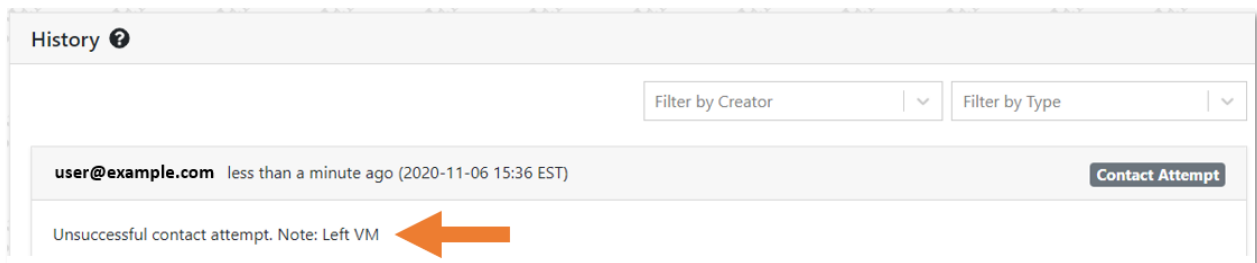 History ?
Filter by Creator
Filter by Type
user@example.com less than a minute ago (2020-11-06 15:36 EST)
Contact Attempt
Unsuccessful contact attempt. Note: Left VM